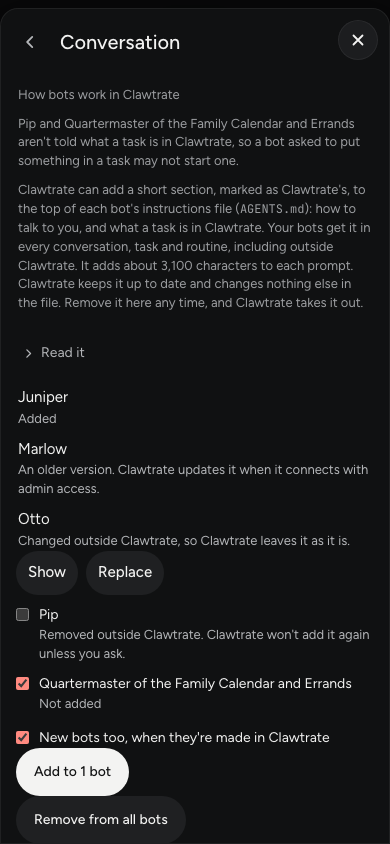 Conversation
How bots work in Clawtrate
Pip and Quartermaster of the Family Calendar and Errands
aren't told what a task is in Clawtrate, so a bot asked to put
something in a task may not start one.
Clawtrate can add a short section, marked as Clawtrate's, to
the top of each bot's instructions file (AGENTS.md): how to
talk to you, and what a task is in Clawtrate. Your bots get it in
every conversation, task and routine, including outside
Clawtrate. It adds about 3,100 characters to each prompt.
Clawtrate keeps it up to date and changes nothing else in
the file. Remove it here any time, and Clawtrate takes it out.
Read it
Juniper
Added
Marlow
An older version. Clawtrate updates it when it connects with
admin access.
Otto
Changed outside Clawtrate, so Clawtrate leaves it as it is.
Show Replace
Pip
Removed outside Clawtrate. Clawtrate won't add it again
unless you ask.
Quartermaster of the Family Calendar and Errands
Not added
New bots too, when they're made in Clawtrate
Add to 1 bot
Remove from all bots